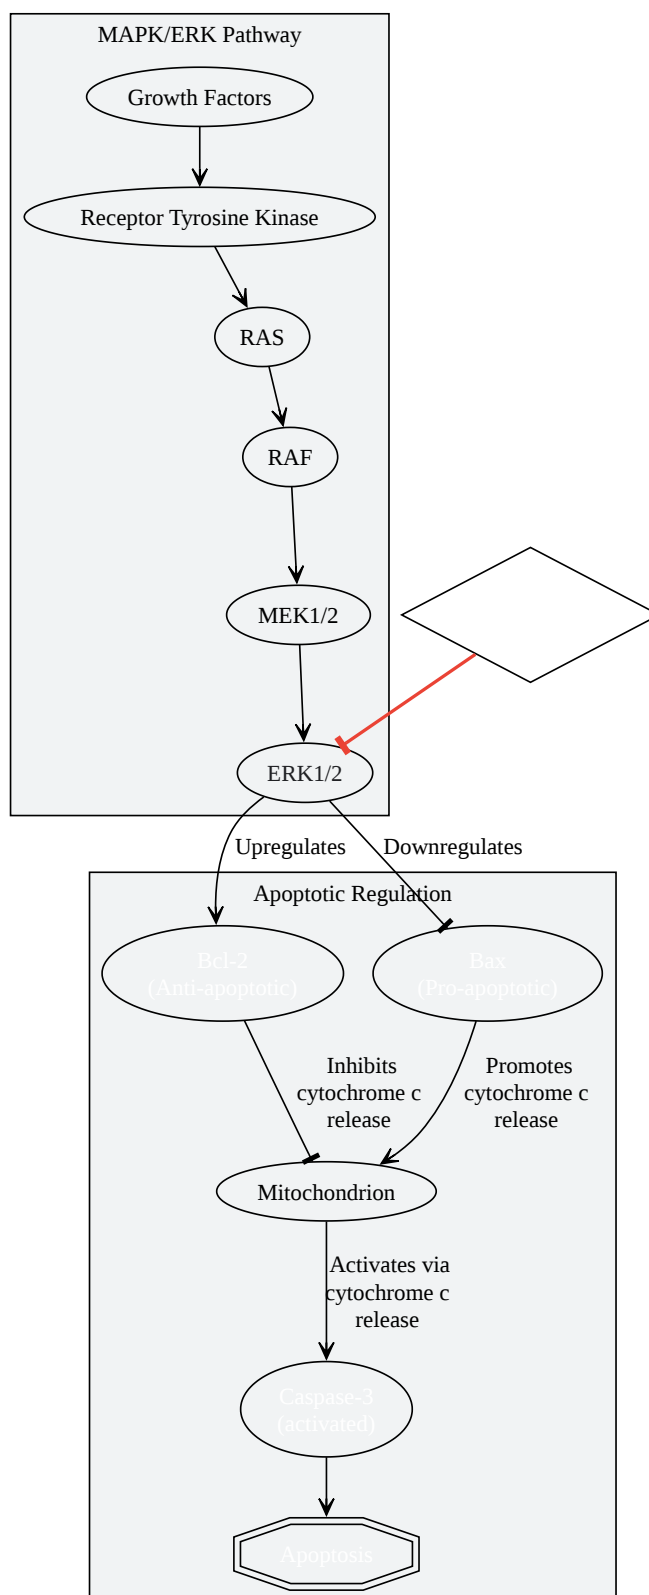 MAPK/ERK Pathway
Growth Factors
Receptor Tyrosine Kinase
RAS
RAF
MEK1/2
ERK1/2
Upregulates
Downregulates
Apoptotic Regulation
Bcl-2
(Anti-apoptotic)
Bax
(Pro-apoptotic)
Inhibits
cytochrome c
release
Promotes
cytochrome c
release
Mitochondrion
Activates via
cytochrome c
release
Caspase-3
(activated)
Apoptosis